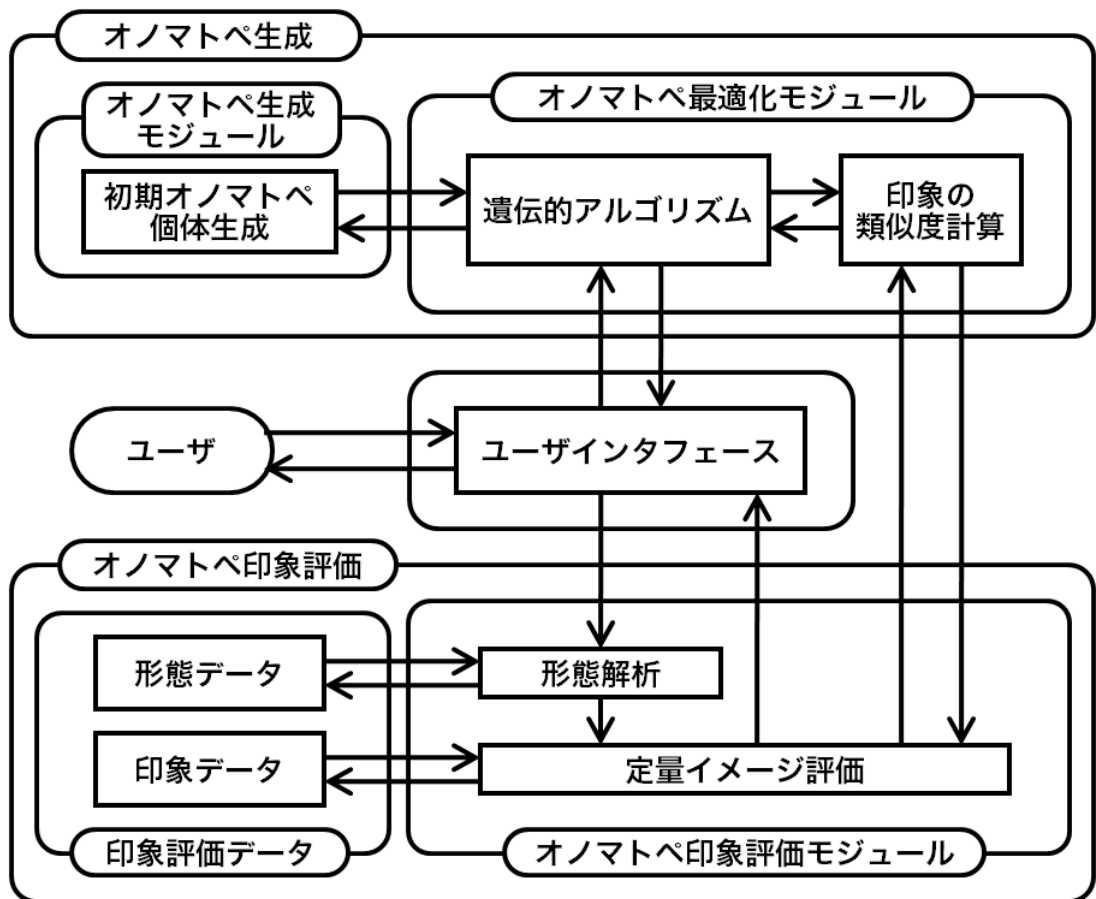 オノマトペ生成
オノマトペ生成
モジュール
オノマトペ最適化モジュール
初期オノマトペ
個体生成
遺伝的アルゴリズム
印象の
類似度計算
ユーザ
ユーザインタフェース
オノマトペ印象評価
形態データ
形態解析
印象データ
定量イメージ評価
印象評価データ
オノマトペ印象評価モジュール